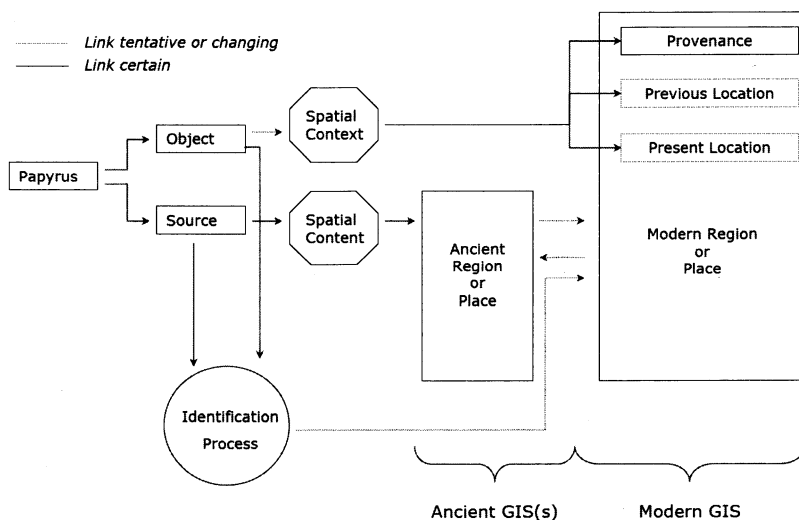 Link tentative or changing
Link certain
Papyrus
Object
Source
Spatial
Context
Spatial
Content
Identification
Process
Ancient
Region
or
Place
Provenance
Previous Location
Present Location
Modern Region
or
Place
Ancient GIS(s)
Modern GIS